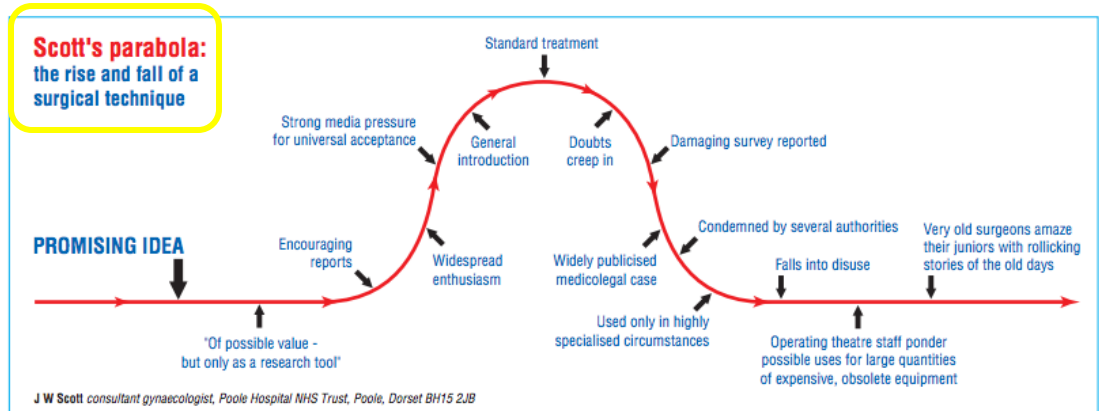 Scott's parabola:
the rise and fall of a
surgical technique
PROMISING IDEA
"Of possible value -
but only as a research tool"
Encouraging
reports
Widespread
enthusiasm
Strong media pressure
for universal acceptance
General
introduction
Standard treatment
Doubts
creep in
Damaging survey reported
Widely publicised
medicolegal case
Condemned by several authorities
Used only in highly
specialised circumstances
Falls into disuse
Operating theatre staff ponder
possible uses for large quantities
of expensive, obsolete equipment
Very old surgeons amaze
their juniors with rollicking
stories of the old days
J W Scott consultant gynaecologist, Poole Hospital NHS Trust, Poole, Dorset BH15 2JB